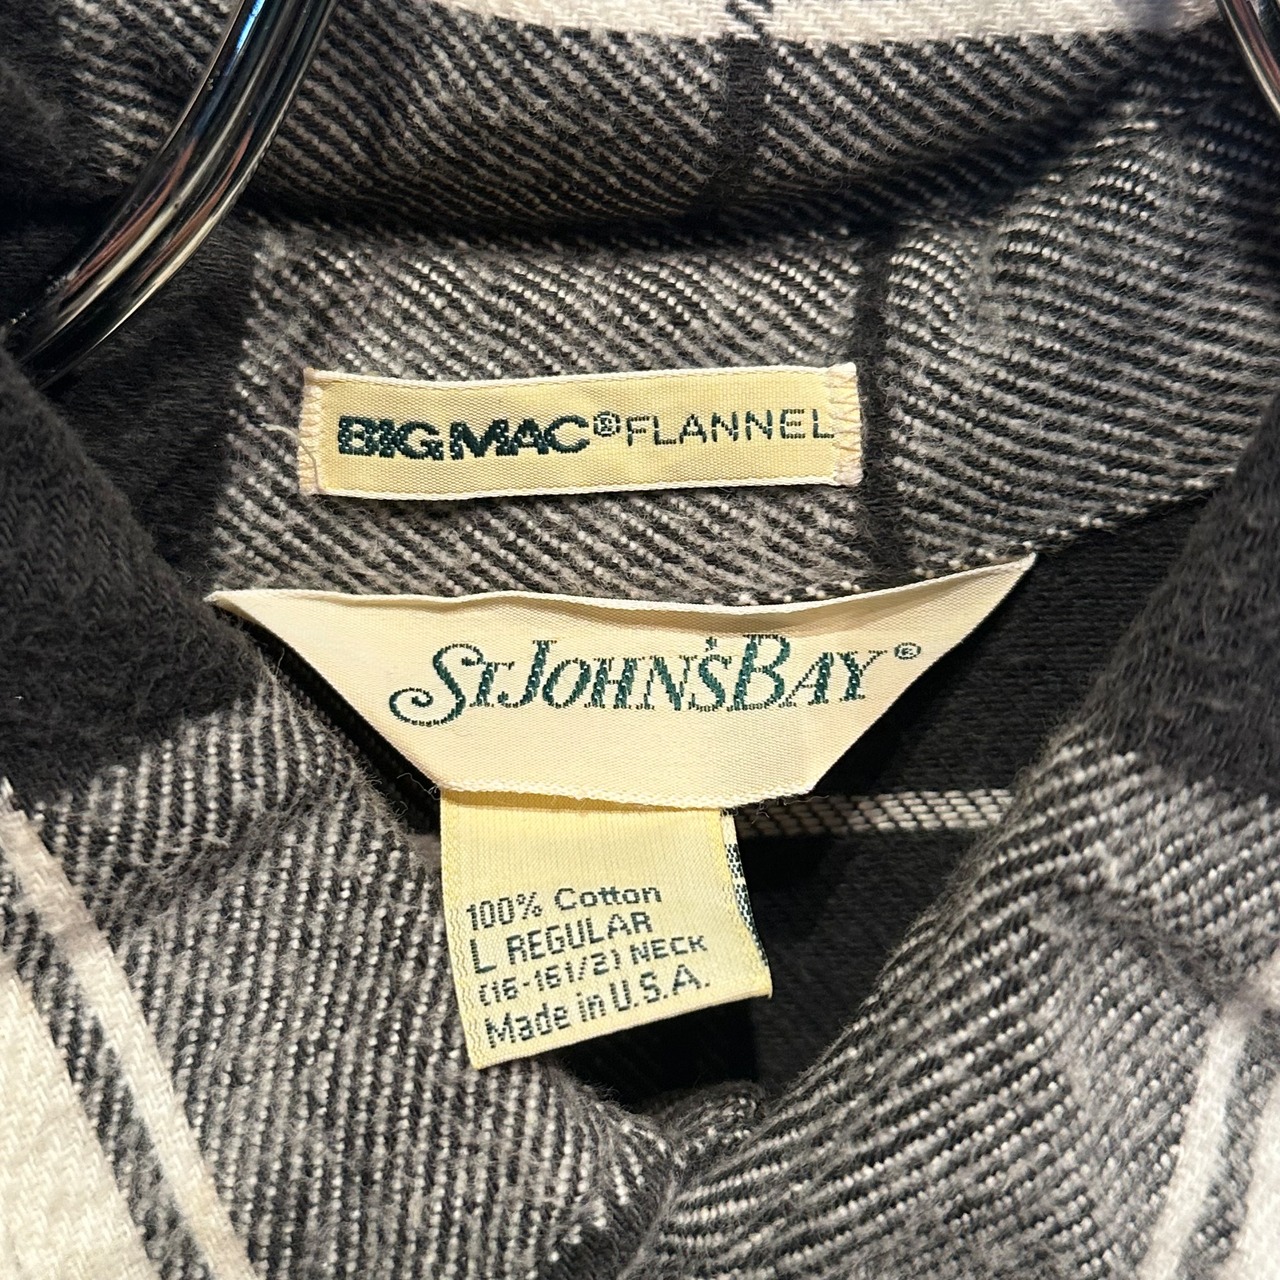 BIG MAC® FLANNEL
ST. JOHN'S BAY®
100% Cotton
L REGULAR
(16-16 1/2) NECK
Made in U.S.A.